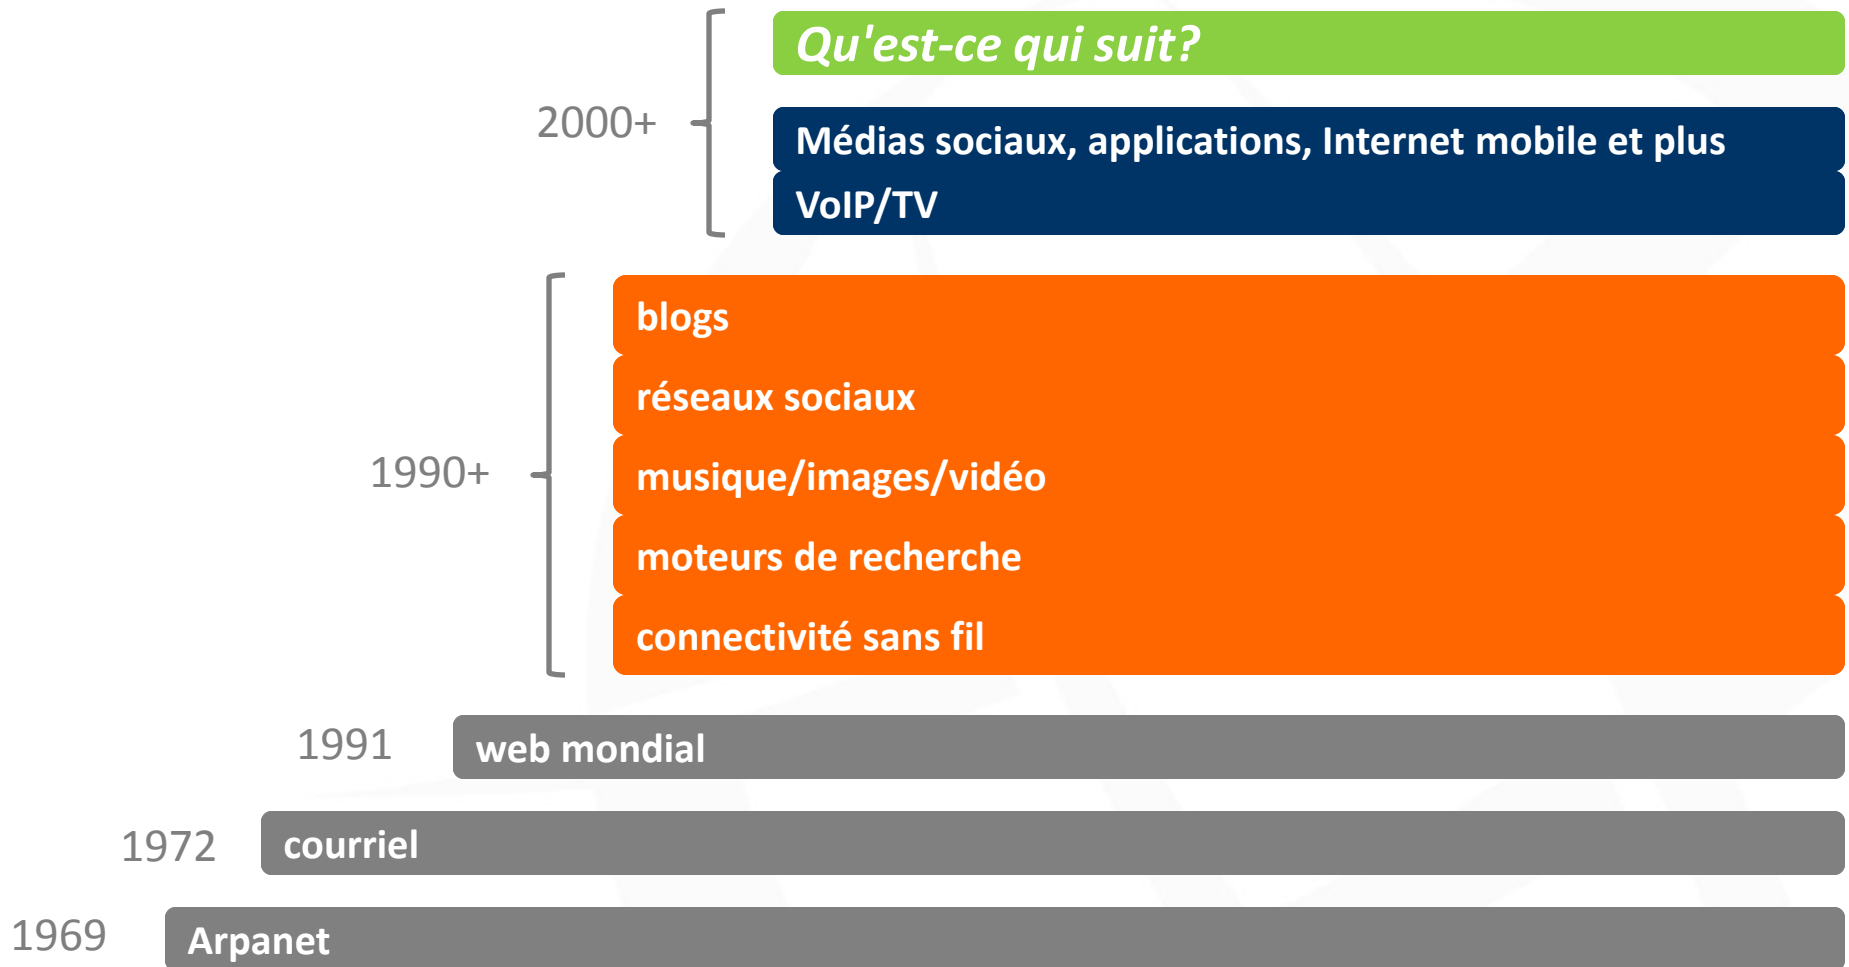 Qu'est-ce qui suit?
2000+
Médias sociaux, applications, Internet mobile et plus
VoIP/TV
blogs
réseaux sociaux
1990+
musique/images/vidéo
moteurs de recherche
connectivité sans fil
1991
web mondial
1972
courriel
1969
Arpanet